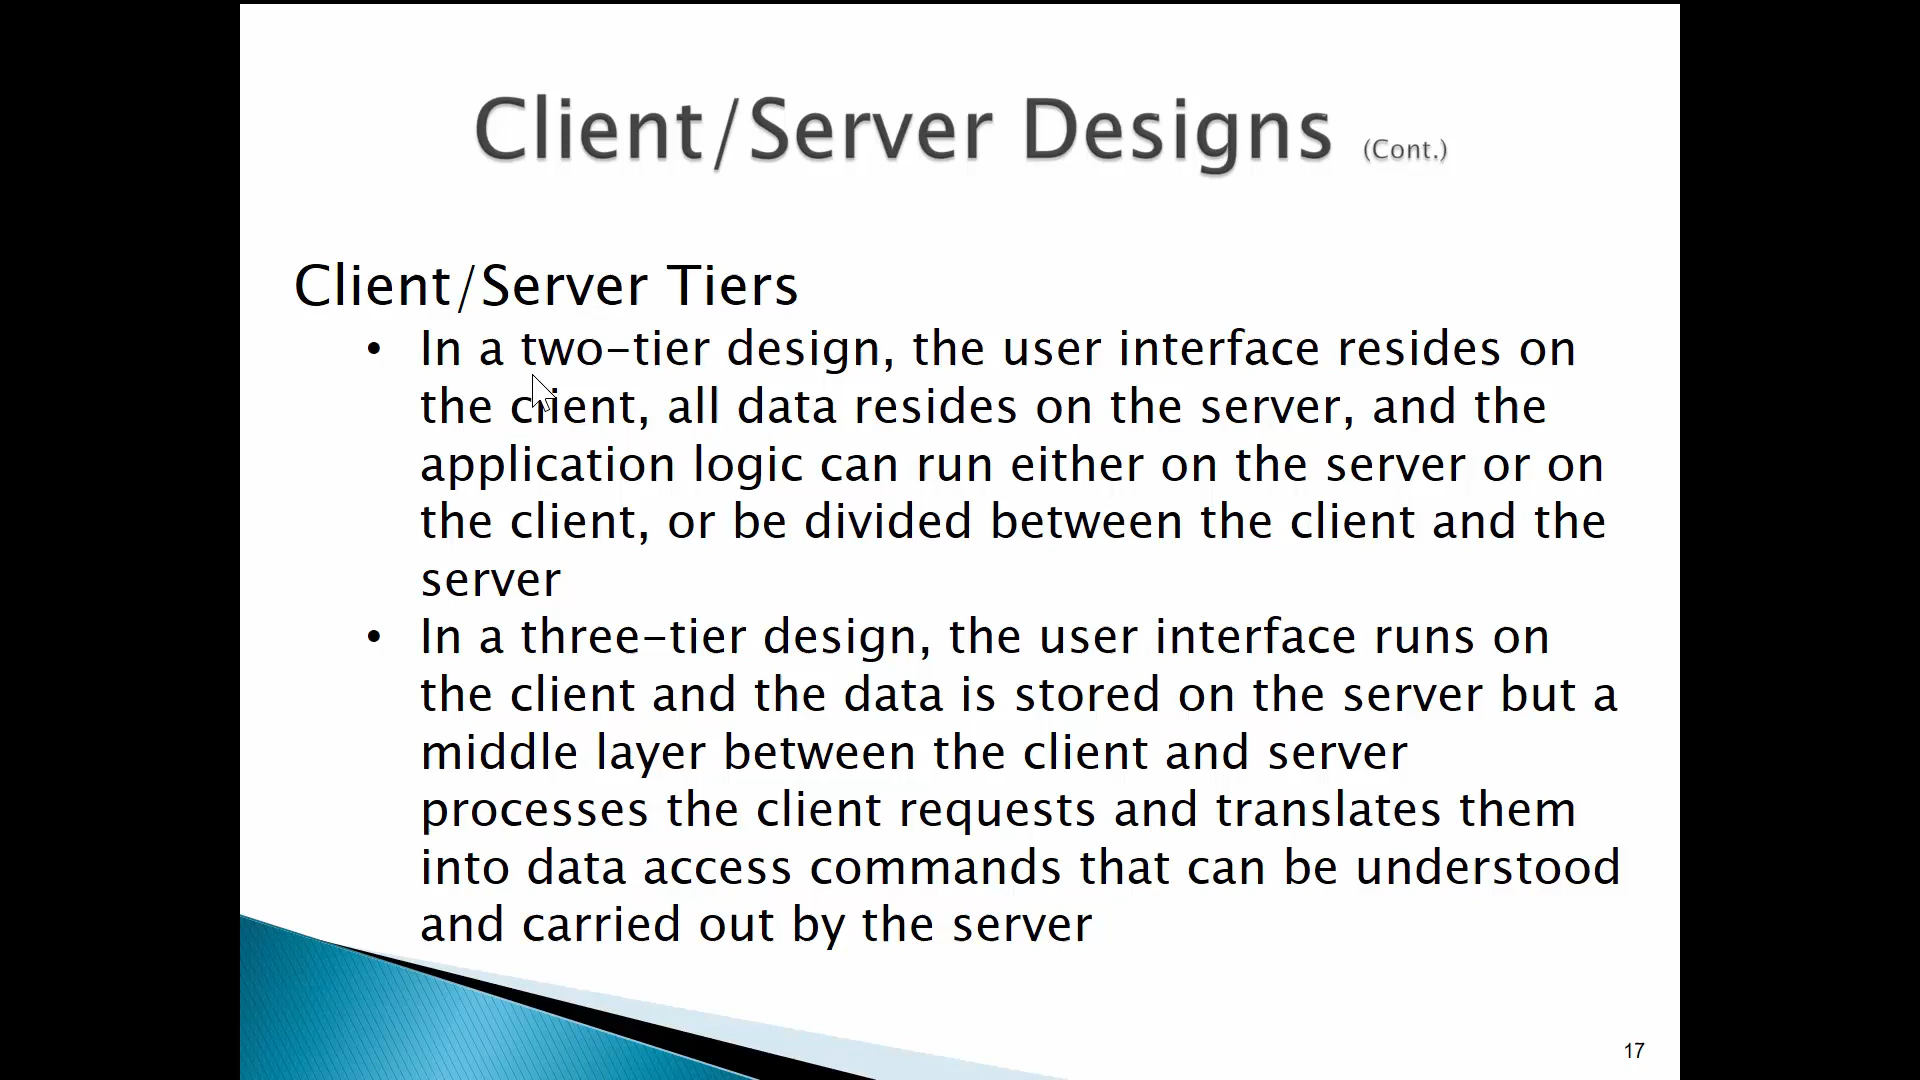 Client/Server Designs (Cont.)
Client/Server Tiers
• In a two-tier design, the user interface resides on
the client, all data resides on the server, and the
application logic can run either on the server or on
the client, or be divided between the client and the
server
• In a three-tier design, the user interface runs on
the client and the data is stored on the server but a
middle layer between the client and server
processes the client requests and translates them
into data access commands that can be understood
and carried out by the server
17